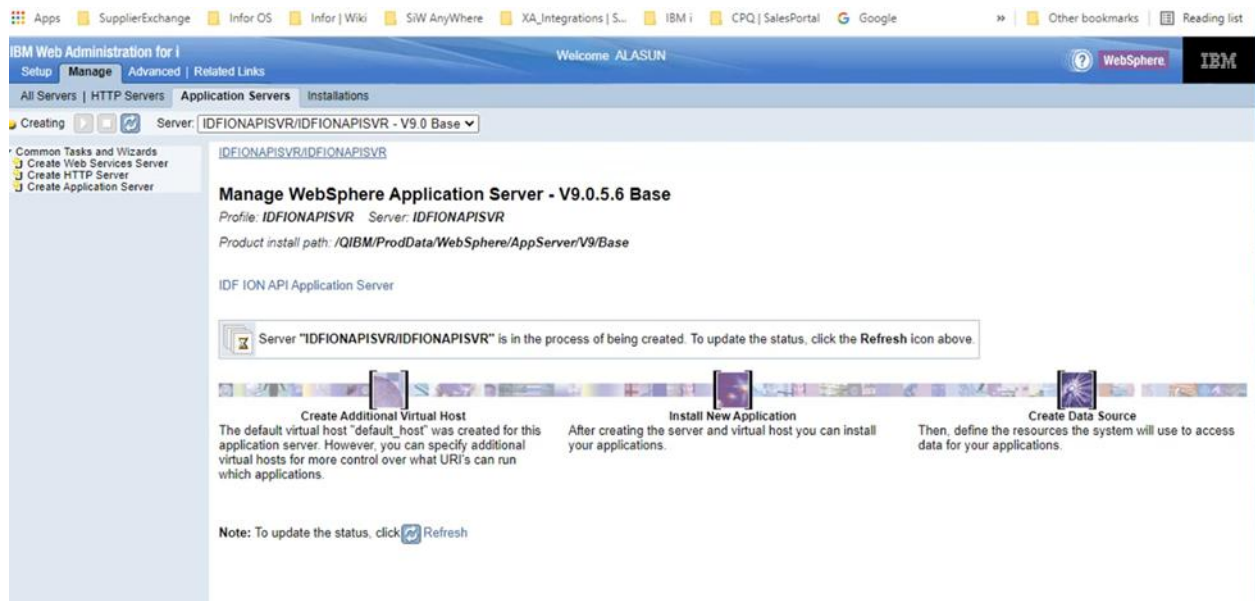 Apps SupplierExchange Infor OS Infor | Wiki SiW AnyWhere XA_Integrations | S... IBM i CPQ | SalesPortal Google » Other bookmarks Reading list
IBM Web Administration for i
Welcome ALASUN
? WebSphere. IBM
Setup Manage Advanced | Related Links
All Servers | HTTP Servers Application Servers Installations
Creating Server: IDFIONAPISVR/IDFIONAPISVR - V9.0 Base
Common Tasks and Wizards
Create Web Services Server
Create HTTP Server
Create Application Server
IDFIONAPISVR/IDFIONAPISVR
Manage WebSphere Application Server - V9.0.5.6 Base
Profile: IDFIONAPISVR Server: IDFIONAPISVR
Product install path: /QIBM/ProdData/WebSphere/AppServer/V9/Base
IDF ION API Application Server
Server "IDFIONAPISVR/IDFIONAPISVR" is in the process of being created. To update the status, click the Refresh icon above.
Create Additional Virtual Host
The default virtual host "default_host" was created for this
application server. However, you can specify additional
virtual hosts for more control over what URI's can run
which applications.
Install New Application
After creating the server and virtual host you can install
your applications.
Create Data Source
Then, define the resources the system will use to access
data for your applications.
Note: To update the status, click Refresh